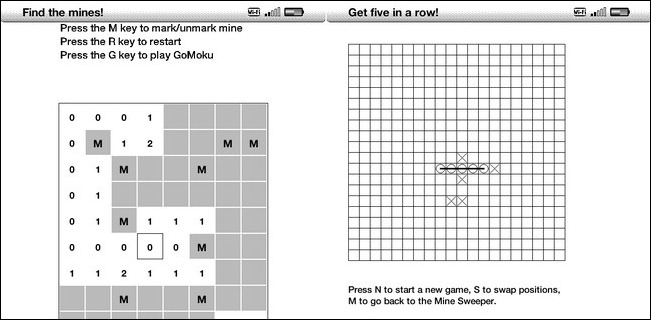 Find the mines!
Wi-Fi
Press the M key to mark/unmark mine
Press the R key to restart
Press the G key to play GoMoku
0 0 0 1
0 M 1 2 M M
0 1 M M
0 1
0 1 M 1 1 1
0 0 0 0 0 M
1 1 2 1 1 1
M M
Get five in a row!
Wi-Fi
Press N to start a new game, S to swap positions,
M to go back to the Mine Sweeper.